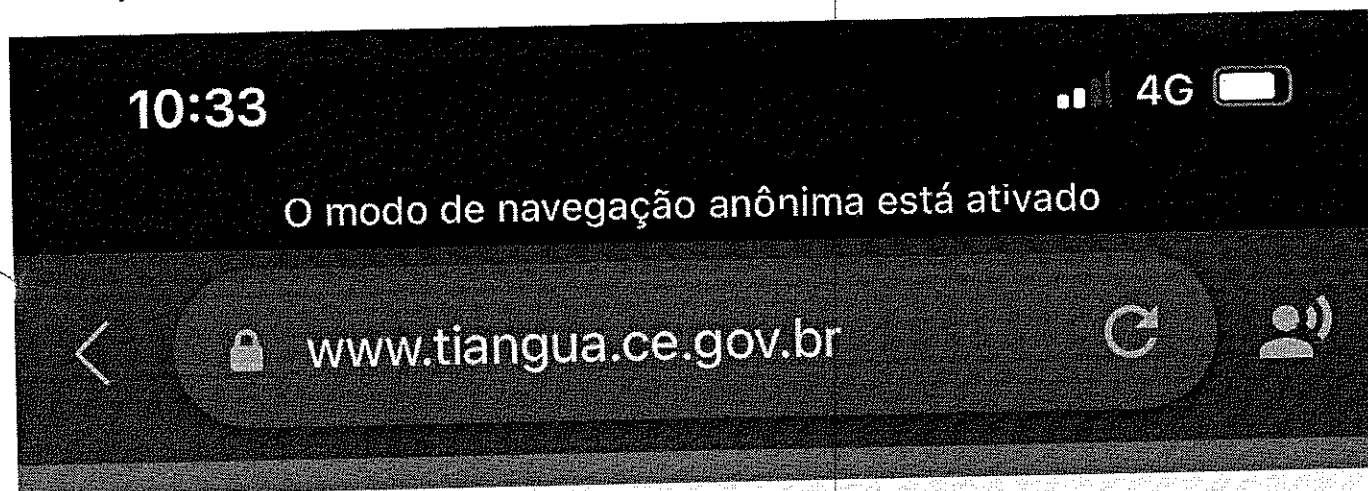 10:33 4G
O modo de navegação anônima está ativado
www.tiangua.ce.gov.br